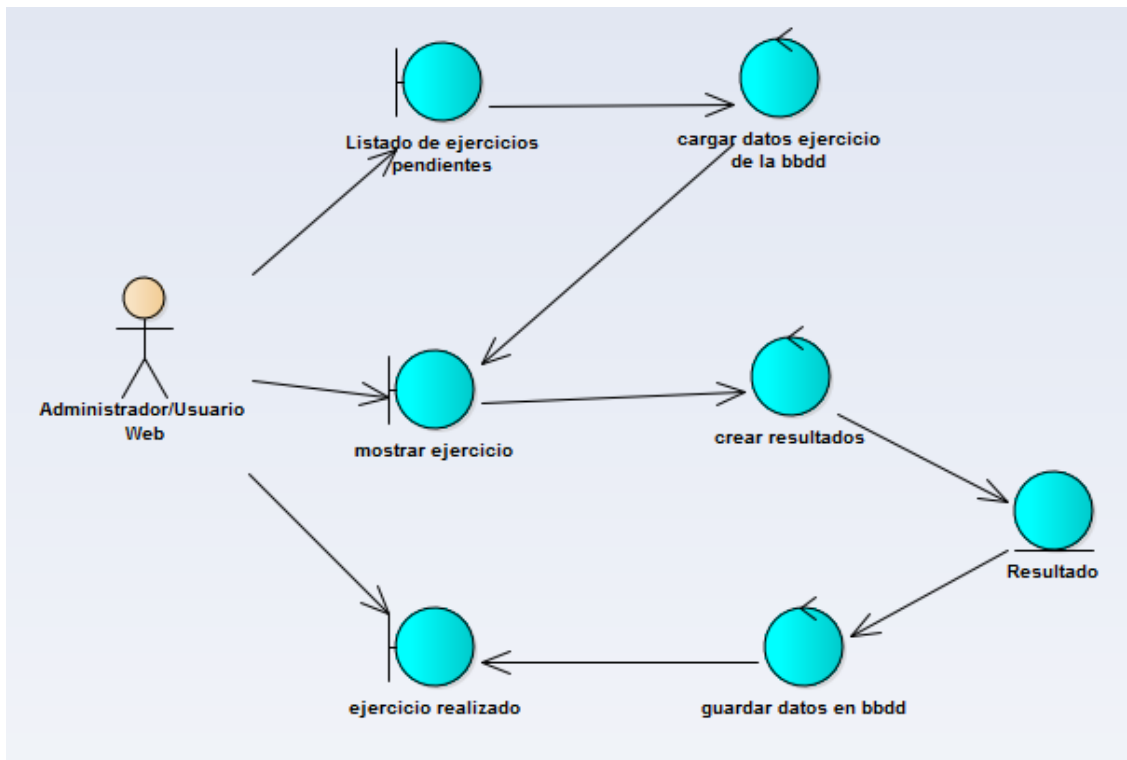 Listado de ejercicios
pendientes
cargar datos ejercicio
de la bbdd
Administrador/Usuario
Web
mostrar ejercicio
crear resultados
Resultado
ejercicio realizado
guardar datos en bbdd